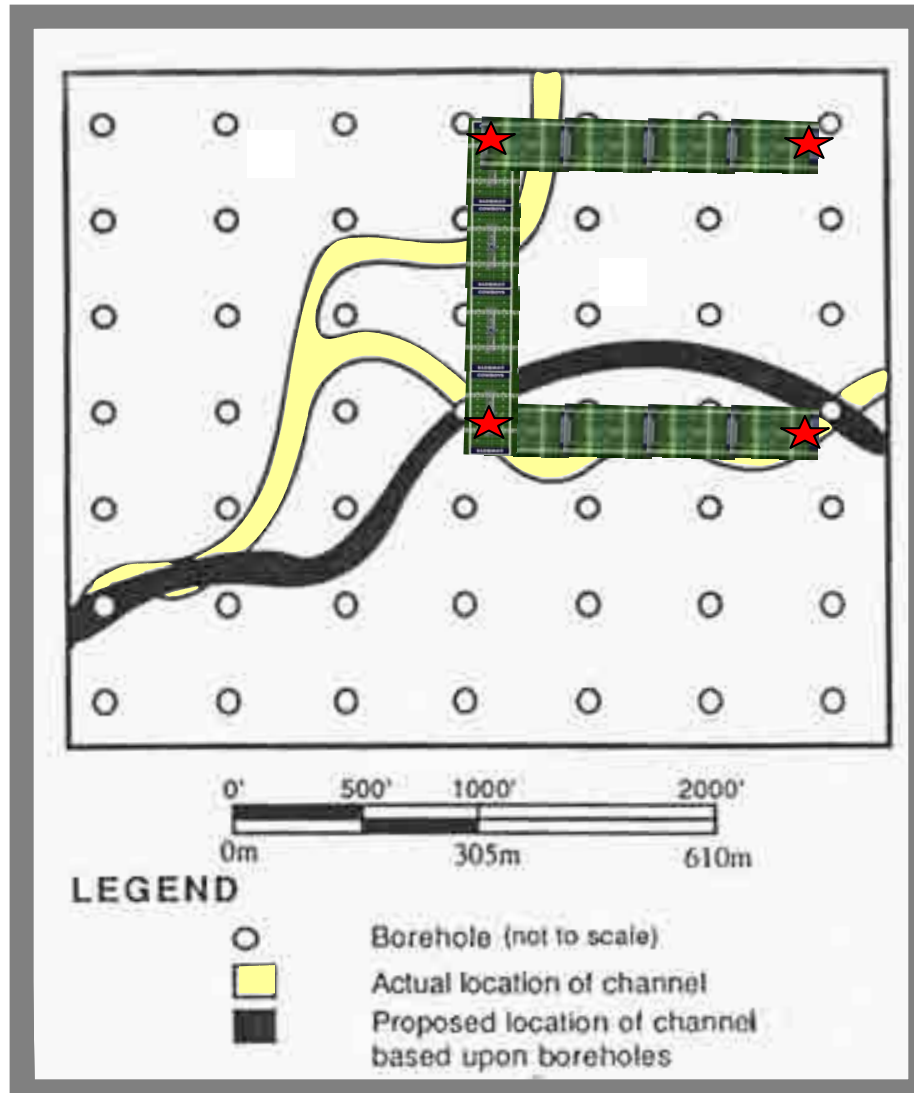 0' 500' 1000' 2000'
0m 305m 610m
LEGEND
Borehole (not to scale)
Actual location of channel
Proposed location of channel
based upon boreholes